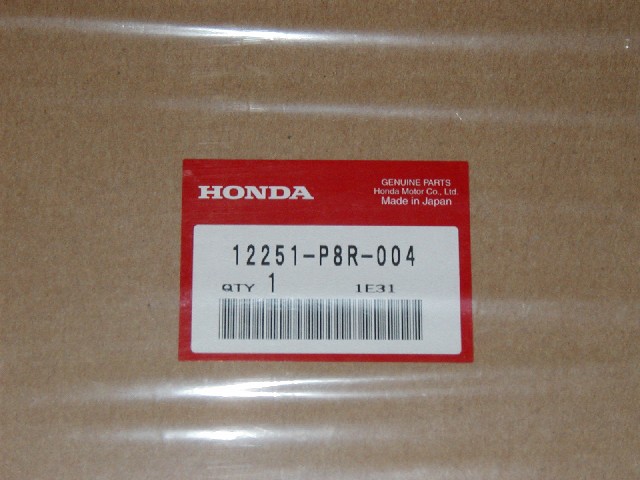 HONDA
GENUINE PARTS
Honda Motor Co., Ltd.
Made in Japan
12251-P8R-004
QTY 1 1E31